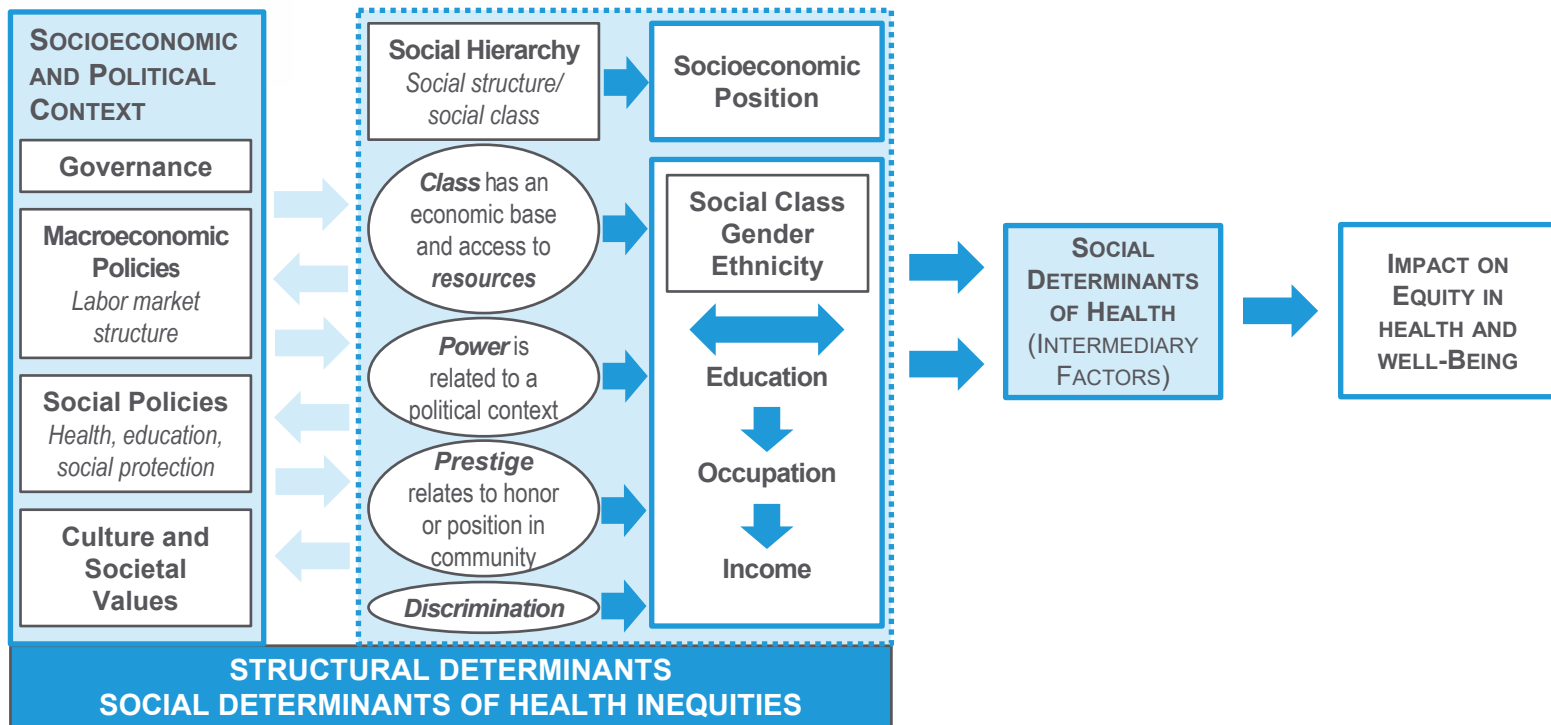 SOCIOECONOMIC
AND POLITICAL
CONTEXT
Governance
Macroeconomic
Policies
Labor market
structure
Social Policies
Health, education,
social protection
Culture and
Societal
Values
Social Hierarchy
Social structure/
social class
Class has an
economic base
and access to
resources
Power is
related to a
political context
Prestige
relates to honor
or position in
community
Discrimination
Socioeconomic
Position
Social Class
Gender
Ethnicity
Education
Occupation
Income
SOCIAL
DETERMINANTS
OF HEALTH
(INTERMEDIARY
FACTORS)
IMPACT ON
EQUITY IN
HEALTH AND
WELL-BEING
STRUCTURAL DETERMINANTS
SOCIAL DETERMINANTS OF HEALTH INEQUITIES